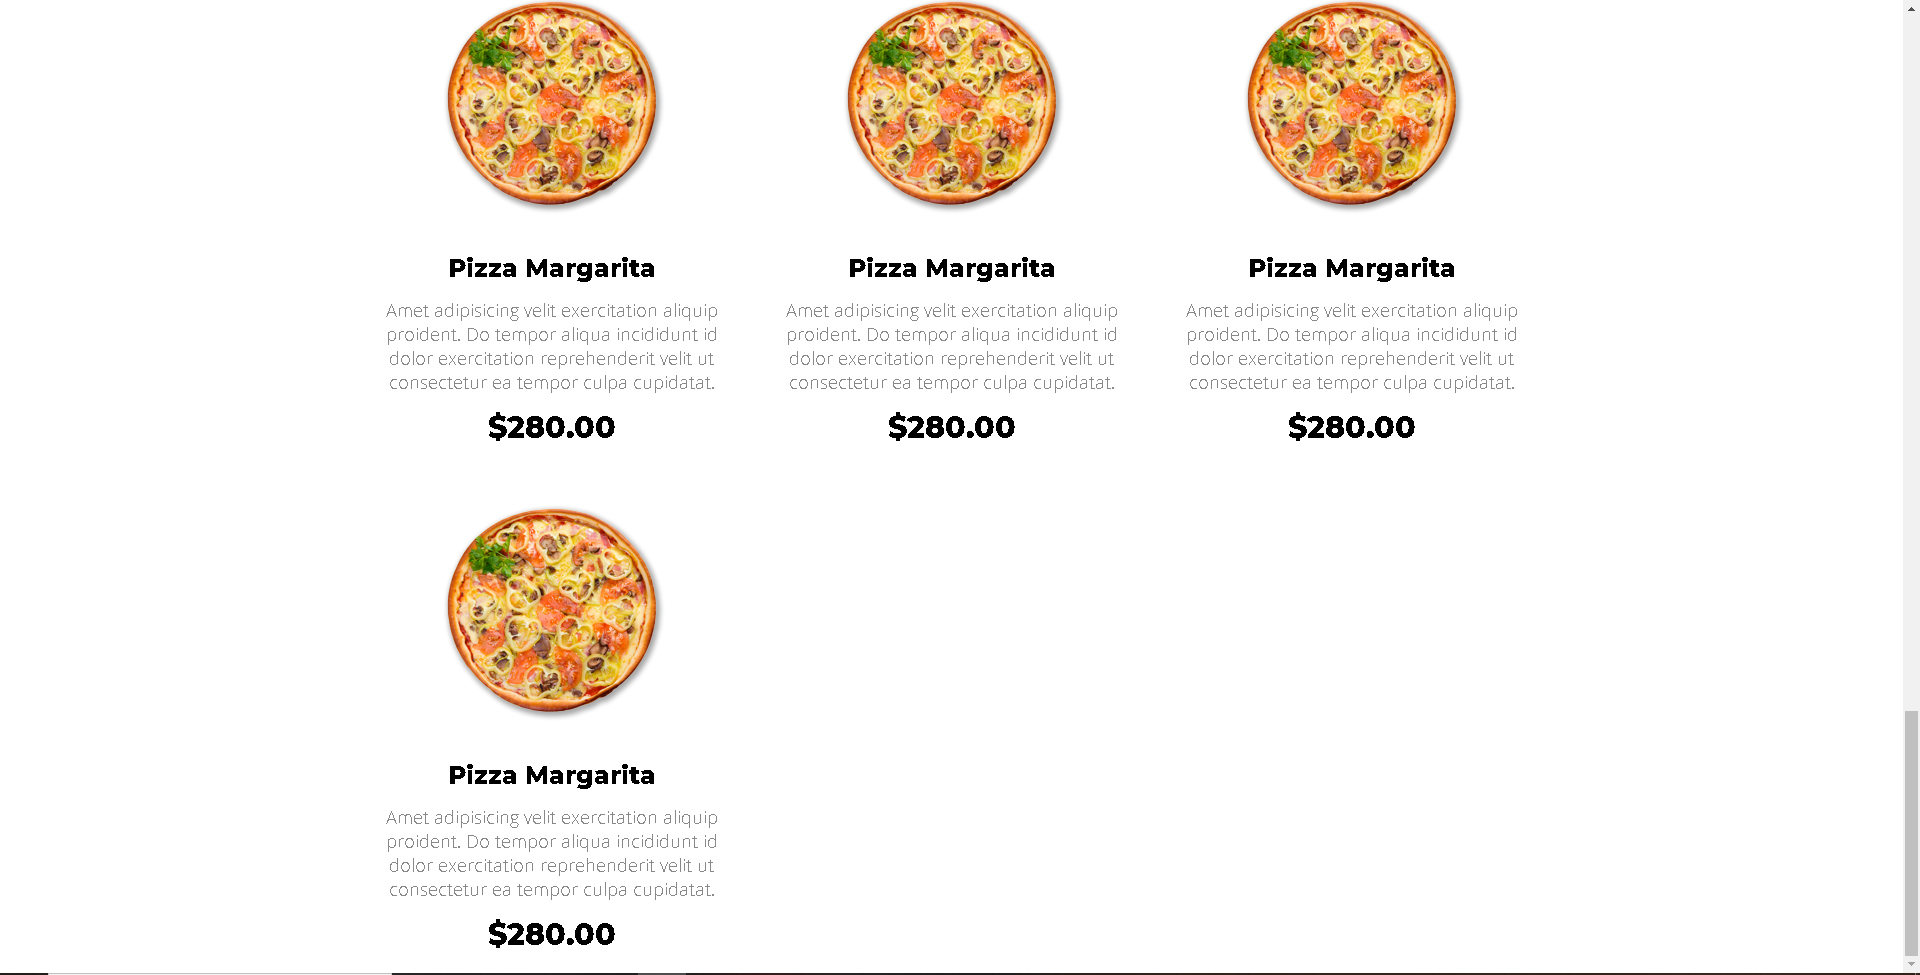 Pizza Margarita
Amet adipisicing velit exercitation aliquip
proident. Do tempor aliqua incididunt id
dolor exercitation reprehenderit velit ut
consectetur ea tempor culpa cupidatat.
$280.00
Pizza Margarita
Amet adipisicing velit exercitation aliquip
proident. Do tempor aliqua incididunt id
dolor exercitation reprehenderit velit ut
consectetur ea tempor culpa cupidatat.
$280.00
Pizza Margarita
Amet adipisicing velit exercitation aliquip
proident. Do tempor aliqua incididunt id
dolor exercitation reprehenderit velit ut
consectetur ea tempor culpa cupidatat.
$280.00
Pizza Margarita
Amet adipisicing velit exercitation aliquip
proident. Do tempor aliqua incididunt id
dolor exercitation reprehenderit velit ut
consectetur ea tempor culpa cupidatat.
$280.00